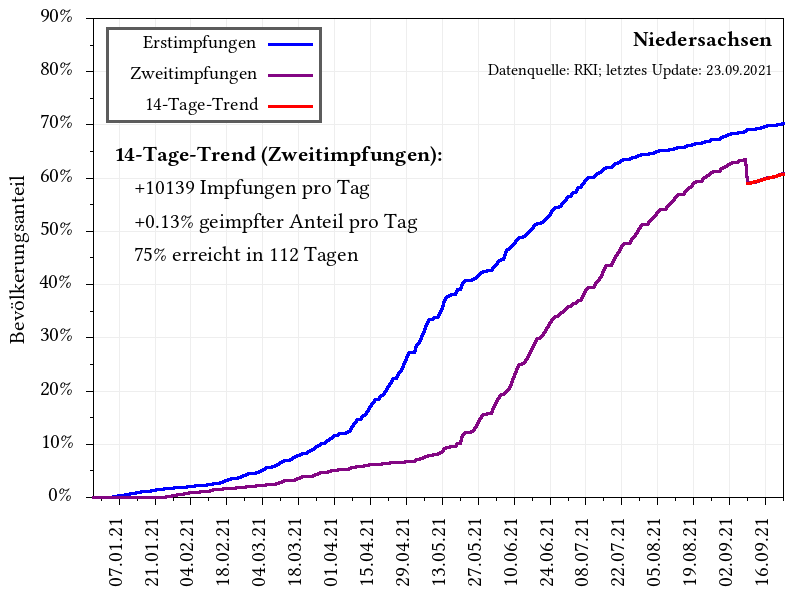 90%
80%
70%
60%
50%
40%
30%
20%
10%
0%
Bevölkerungsanteil
Erstimpfungen
Zweitimpfungen
14-Tage-Trend
Niedersachsen
Datenquelle: RKI; letztes Update: 23.09.2021
14-Tage-Trend (Zweitimpfungen):
+10139 Impfungen pro Tag
+0.13% geimpfter Anteil pro Tag
75% erreicht in 112 Tagen
07.01.21
21.01.21
04.02.21
18.02.21
04.03.21
18.03.21
01.04.21
15.04.21
29.04.21
13.05.21
27.05.21
10.06.21
24.06.21
08.07.21
22.07.21
05.08.21
19.08.21
02.09.21
16.09.21